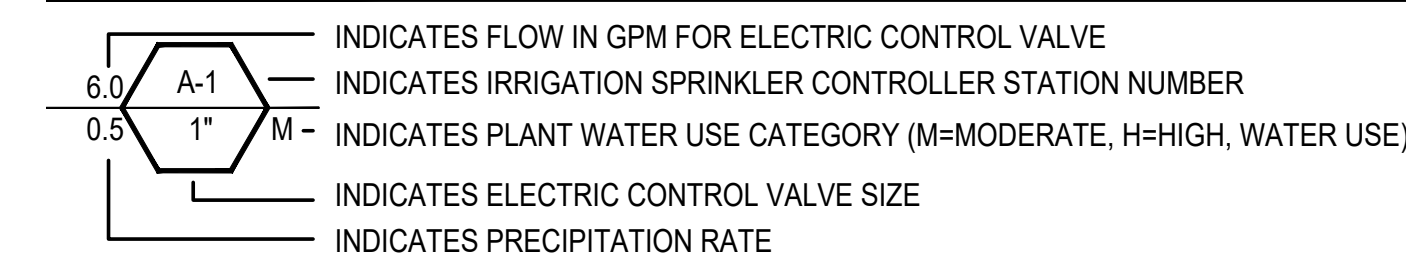 INDICATES FLOW IN GPM FOR ELECTRIC CONTROL VALVE
6.0 A-1 INDICATES IRRIGATION SPRINKLER CONTROLLER STATION NUMBER
0.5 1" M INDICATES PLANT WATER USE CATEGORY (M=MODERATE, H=HIGH, WATER USE)
INDICATES ELECTRIC CONTROL VALVE SIZE
INDICATES PRECIPITATION RATE